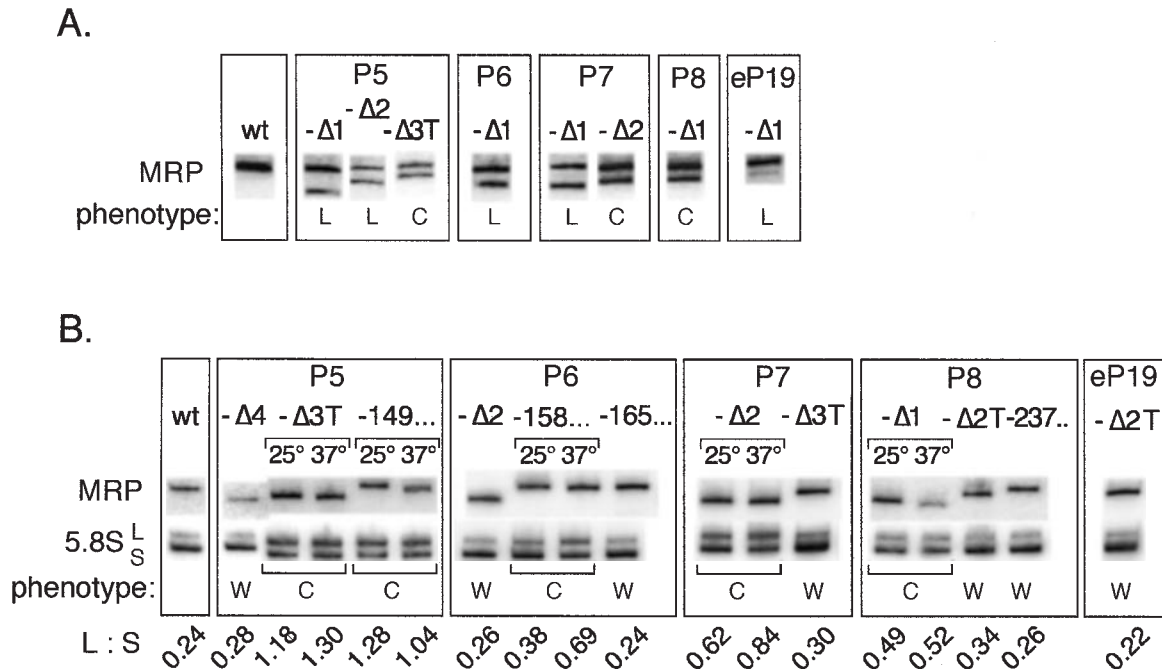 A.
P5 P6 P7 P8 eP19
wt -Δ1 -Δ2 -Δ3T -Δ1 -Δ1 -Δ2 -Δ1 -Δ1
MRP
phenotype: L L C L L C C L
B.
P5 P6 P7 P8 eP19
wt -Δ4 -Δ3T -149... -Δ2 -158... -165... -Δ2 -Δ3T -Δ1 -Δ2T -237.. -Δ2T
25° 37° 25° 37° 25° 37° 25° 37° 25° 37°
MRP
5.8S L
S
phenotype: W C C W C W C W C W W W
L : S 0.24 0.28 1.18 1.30 1.28 1.04 0.26 0.38 0.69 0.24 0.62 0.84 0.30 0.49 0.52 0.34 0.26 0.22